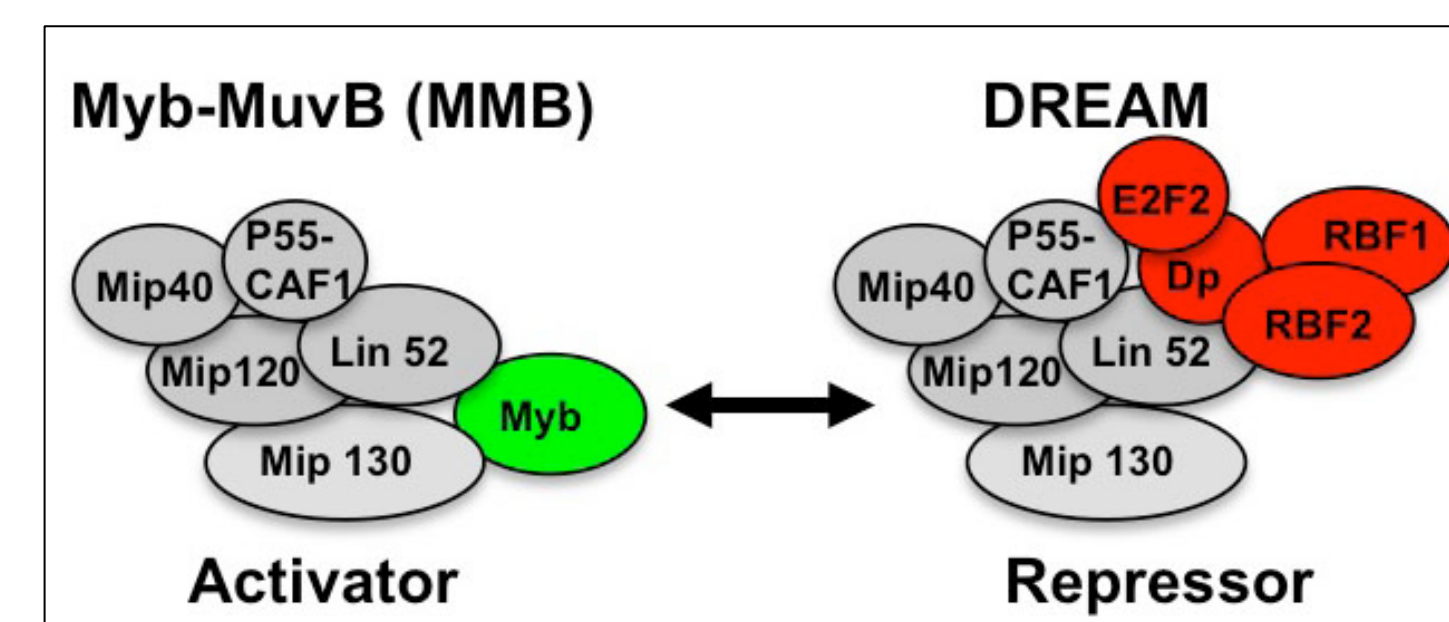 Myb-MuvB (MMB)
P55-
CAF1
Mip40
Lin 52
Mip120
Myb
Mip 130
Activator
DREAM
E2F2
P55-
CAF1
RBF1
Dp
Mip40
RBF2
Lin 52
Mip120
Mip 130
Repressor